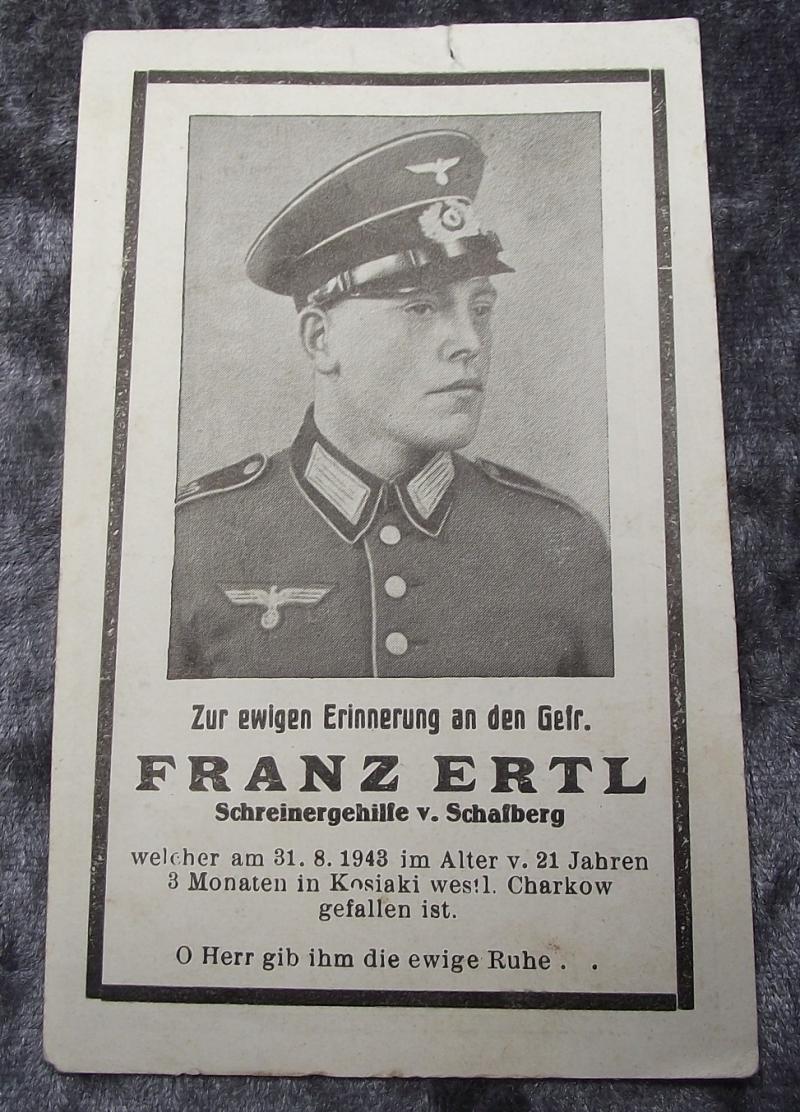 Zur ewigen Erinnerung an den Gefr.
FRANZ ERTL
Schreinergehilfe v. Schafberg
welcher am 31. 8. 1943 im Alter v. 21 Jahren
3 Monaten in Kosiaki westl. Charkow
gefallen ist.
O Herr gib ihm die ewige Ruhe . .